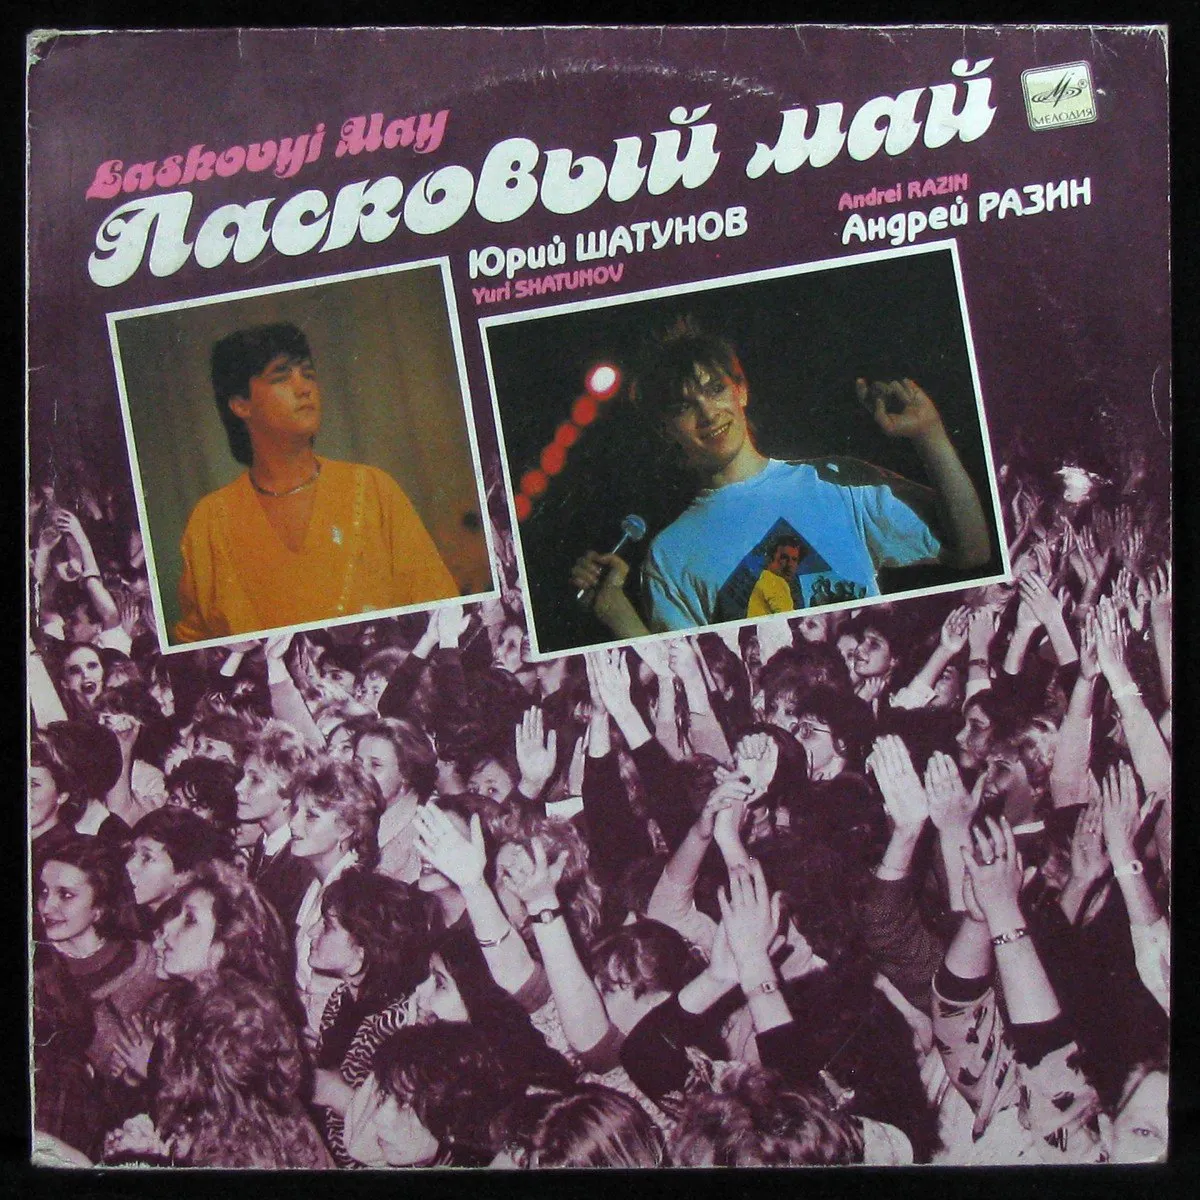 Laskovyi May
Ласковый май
МЕЛОДИЯ
Юрий ШАТУНОВ
Yuri SHATUNOV
Andrei RAZIN
Андрей РАЗИН